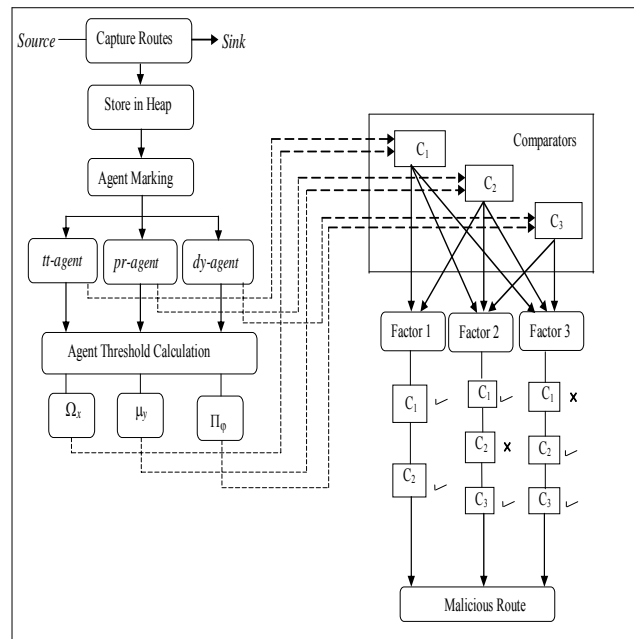 Source
Capture Routes
Sink
Store in Heap
Agent Marking
tt-agent
pr-agent
dy-agent
Agent Threshold Calculation
Ωx
μy
Πφ
Comparators
C1
C2
C3
Factor 1
Factor 2
Factor 3
C1 ✓
C2 ✓
C1 ✓
C2 x
C3 ✓
C1 x
C2 ✓
C3 ✓
Malicious Route